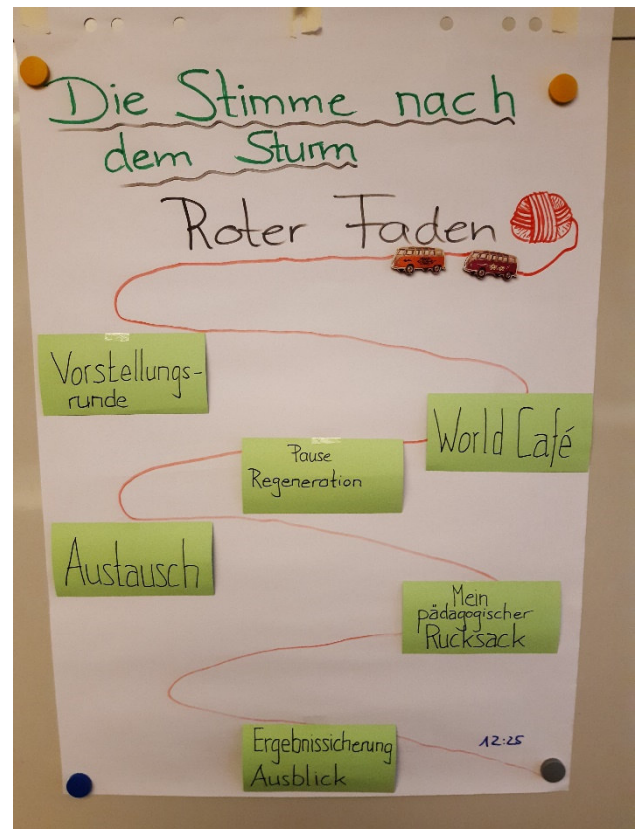 Die Stimme nach
dem Sturm
Roter Faden
Vorstellungs-
runde
World Café
Pause
Regeneration
Austausch
Mein
pädagogischer
Rucksack
Ergebnissicherung
Ausblick
12:25